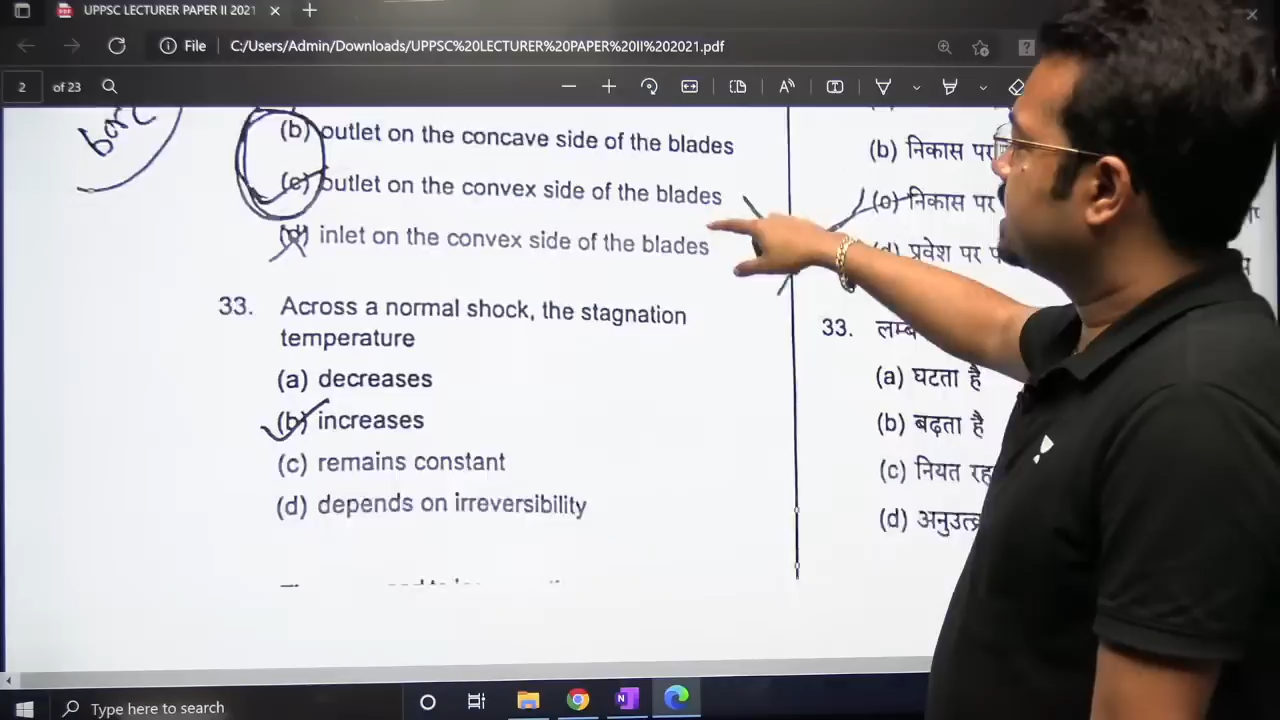 UPPSC LECTURER PAPER II 2021
File
C:/Users/Admin/Downloads/UPPSC%20LECTURER%20PAPER%20II%202021.pdf
2 of 23
(b) outlet on the concave side of the blades
(c) outlet on the convex side of the blades
(d) inlet on the convex side of the blades
33. Across a normal shock, the stagnation
temperature
(a) decreases
(b) increases
(c) remains constant
(d) depends on irreversibility
(b) निकास पर
(c) निकास पर
(d) प्रवेश पर
33.
(a) घटता है
(b) बढ़ता है
(c) नियत
(d)
Type here to search